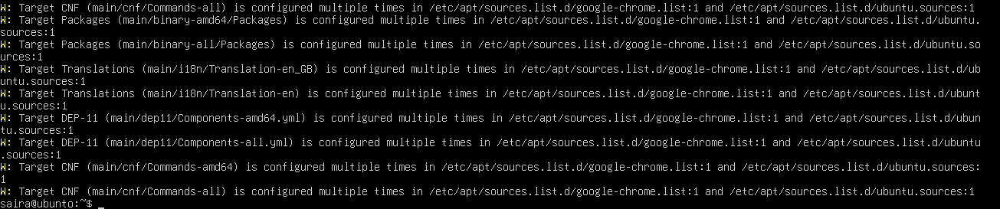 W: Target CNF (main/cnf/Commands-all) is configured multiple times in /etc/apt/sources.list.d/google-chrome.list:1 and /etc/apt/sources.list.d/ubuntu.sources:1
W: Target Packages (main/binary-amd64/Packages) is configured multiple times in /etc/apt/sources.list.d/google-chrome.list:1 and /etc/apt/sources.list.d/ubuntu.
sources:1
W: Target Packages (main/binary-all/Packages) is configured multiple times in /etc/apt/sources.list.d/google-chrome.list:1 and /etc/apt/sources.list.d/ubuntu.so
urces:1
W: Target Translations (main/i18n/Translation-en_GB) is configured multiple times in /etc/apt/sources.list.d/google-chrome.list:1 and /etc/apt/sources.list.d/ub
untu.sources:1
W: Target Translations (main/i18n/Translation-en) is configured multiple times in /etc/apt/sources.list.d/google-chrome.list:1 and /etc/apt/sources.list.d/ubunt
u.sources:1
W: Target DEP-11 (main/dep11/Components-amd64.yml) is configured multiple times in /etc/apt/sources.list.d/google-chrome.list:1 and /etc/apt/sources.list.d/ubun
tu.sources:1
W: Target DEP-11 (main/dep11/Components-all.yml) is configured multiple times in /etc/apt/sources.list.d/google-chrome.list:1 and /etc/apt/sources.list.d/ubuntu
.sources:1
W: Target CNF (main/cnf/Commands-amd64) is configured multiple times in /etc/apt/sources.list.d/google-chrome.list:1 and /etc/apt/sources.list.d/ubuntu.sources:
1
W: Target CNF (main/cnf/Commands-all) is configured multiple times in /etc/apt/sources.list.d/google-chrome.list:1 and /etc/apt/sources.list.d/ubuntu.sources:1
saira@ubunto:~$ _